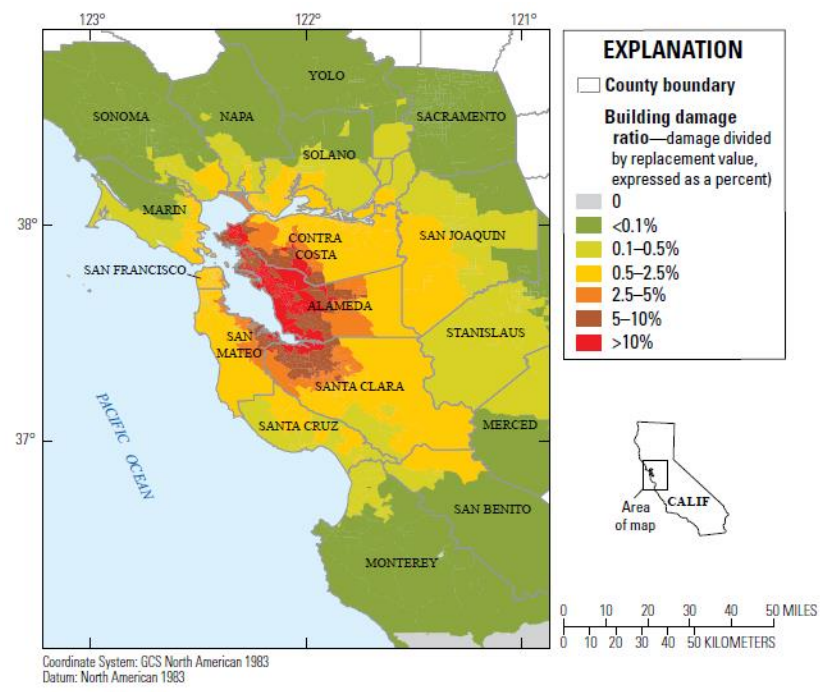 123°
122°
121°
YOLO
SONOMA
NAPA
SACRAMENTO
SOLANO
MARIN
38°
CONTRA
COSTA
SAN JOAQUIN
SAN FRANCISCO
ALAMEDA
STANISLAUS
SAN
MATEO
SANTA CLARA
PACIFIC OCEAN
SANTA CRUZ
MERCED
37°
SAN BENITO
MONTEREY
Coordinate System: GCS North American 1983
Datum: North American 1983
EXPLANATION
County boundary
Building damage
ratio—damage divided
by replacement value,
expressed as a percent)
0
<0.1%
0.1–0.5%
0.5–2.5%
2.5–5%
5–10%
>10%
Area
of map
CALIF
0 10 20 30 40 50 MILES
0 10 20 30 40 50 KILOMETERS